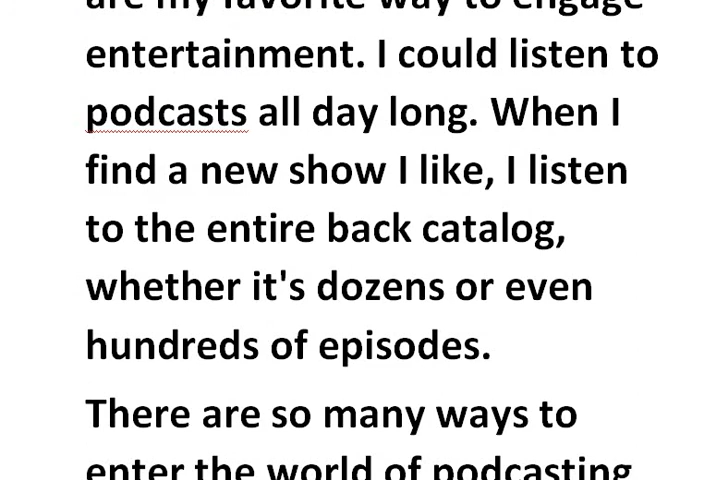 are my favorite way to engage
entertainment. I could listen to
podcasts all day long. When I
find a new show I like, I listen
to the entire back catalog,
whether it's dozens or even
hundreds of episodes.
There are so many ways to
enter the world of podcasting